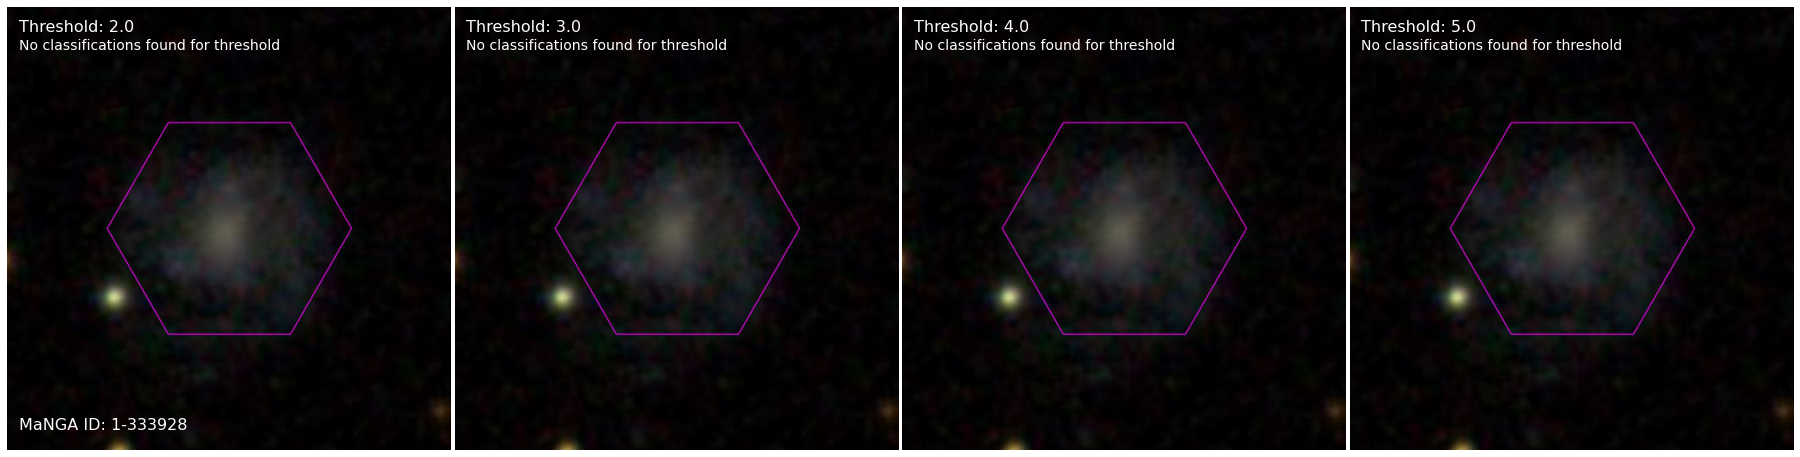 Threshold: 2.0
No classifications found for threshold
MaNGA ID: 1-333928
Threshold: 3.0
No classifications found for threshold
Threshold: 4.0
No classifications found for threshold
Threshold: 5.0
No classifications found for threshold